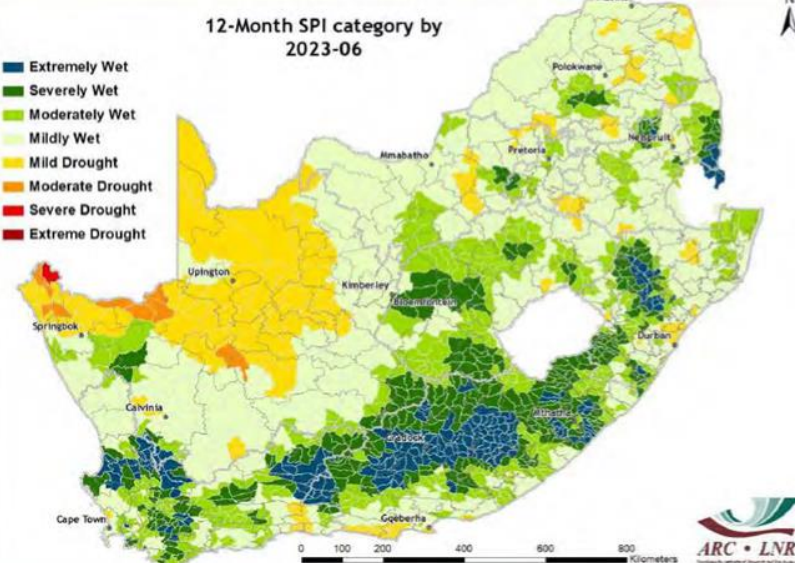 12-Month SPI category by
2023-06
Extremely Wet
Severely Wet
Moderately Wet
Mildly Wet
Mild Drought
Moderate Drought
Severe Drought
Extreme Drought
Polokwane
Nelspruit
Pretoria
Mmabatho
Upington
Kimberley
Bloemfontein
Springbok
Durban
Calvinia
Mthatha
Cradock
Cape Town
Gqeberha
0 100 200 400 600 800
Kilometers
ARC • LNR